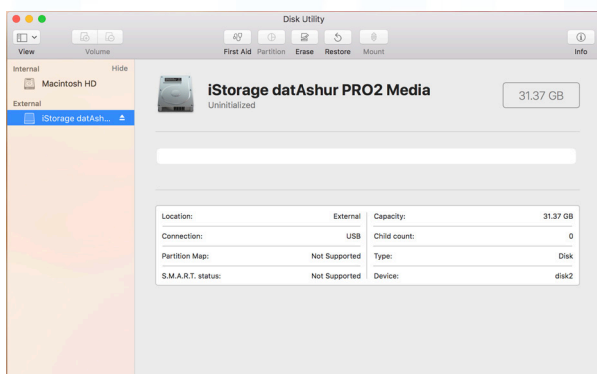 Disk Utility
View
Volume
First Aid Partition Erase Restore Mount
Info
Internal Hide
Macintosh HD
External
iStorage datAsh...
iStorage datAshur PRO2 Media
Uninitialized
31.37 GB
Location: External Capacity: 31.37 GB
Connection: USB Child count: 0
Partition Map: Not Supported Type: Disk
S.M.A.R.T. status: Not Supported Device: disk2